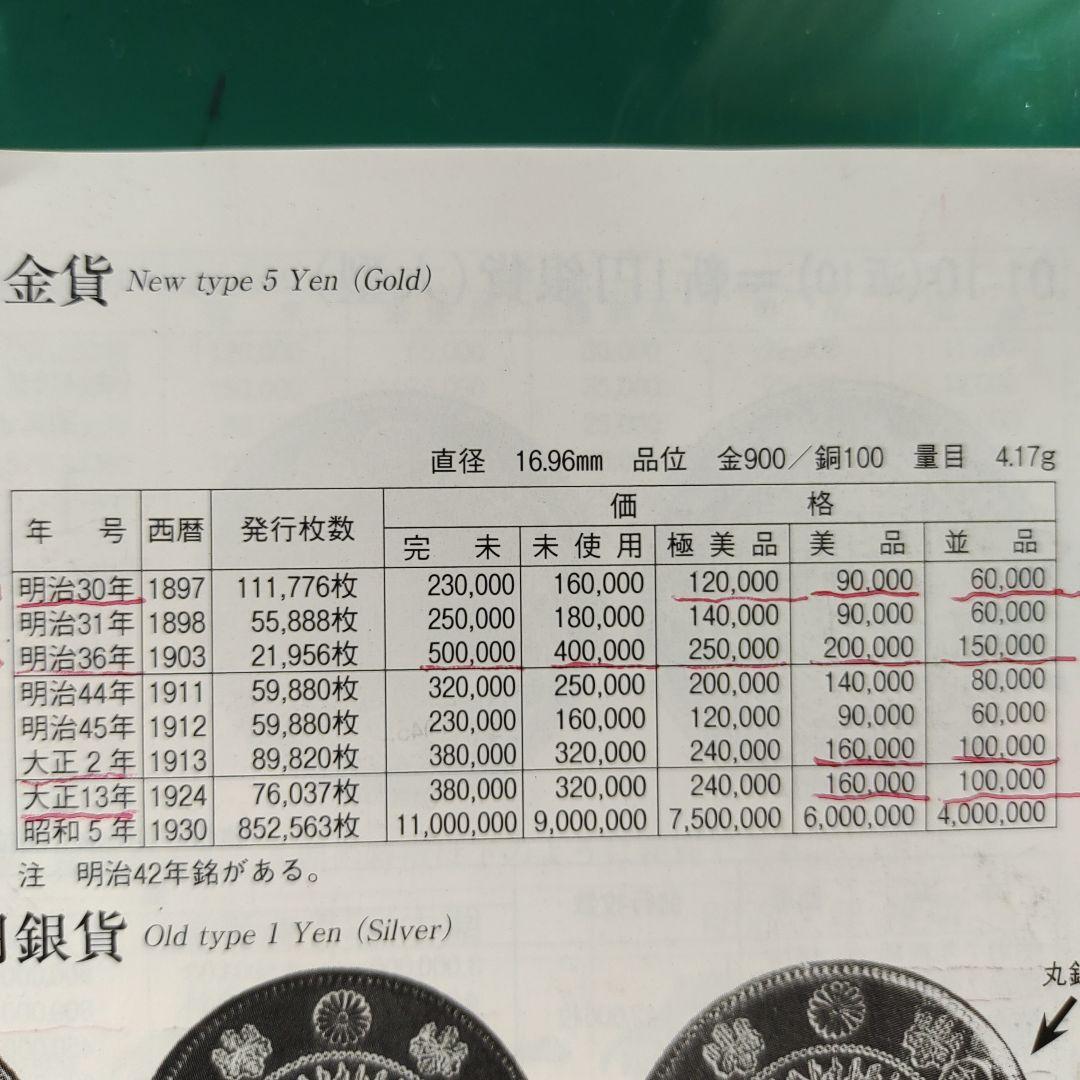 金貨 New type 5 Yen (Gold)
直径 16.96mm 品位 金900／銅100 量目 4.17g
年号 西暦 発行枚数 価格
完未 未使用 極美品 美品 並品
明治30年 1897 111,776枚 230,000 160,000 120,000 90,000 60,000
明治31年 1898 55,888枚 250,000 180,000 140,000 90,000 60,000
明治36年 1903 21,956枚 500,000 400,000 250,000 200,000 150,000
明治44年 1911 59,880枚 320,000 250,000 200,000 140,000 80,000
明治45年 1912 59,880枚 230,000 160,000 120,000 90,000 60,000
大正2年 1913 89,820枚 380,000 320,000 240,000 160,000 100,000
大正13年 1924 76,037枚 380,000 320,000 240,000 160,000 100,000
昭和5年 1930 852,563枚 11,000,000 9,000,000 7,500,000 6,000,000 4,000,000
注 明治42年銘がある。
銀貨 Old type 1 Yen (Silver)
丸